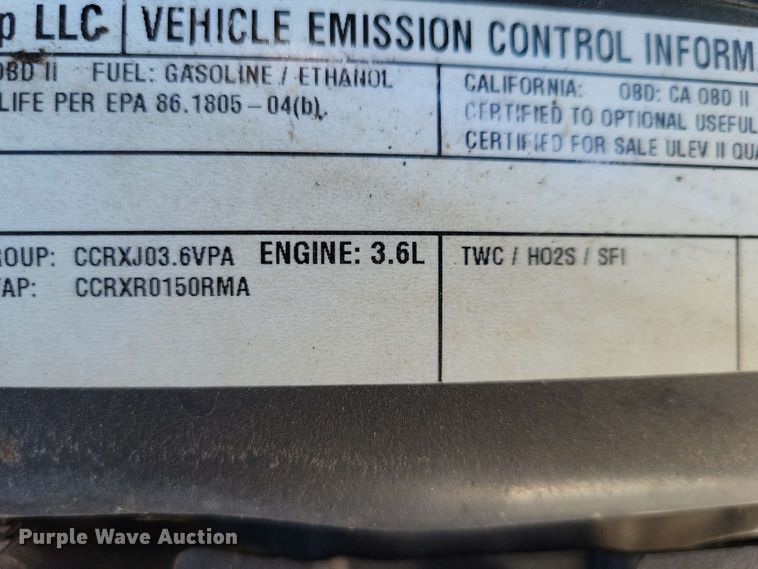 p LLC | VEHICLE EMISSION CONTROL INFORM
OBD II FUEL: GASOLINE / ETHANOL
LIFE PER EPA 86.1805-04(b).
CALIFORNIA: OBD: CA OBD II
CERTIFIED TO OPTIONAL USEFUL
CERTIFIED FOR SALE ULEV II QUA
ROUP: CCRXJ03.6VPA ENGINE: 3.6L
VAP: CCRXR0150RMA
TWC / HO2S / SFI
Purple Wave Auction